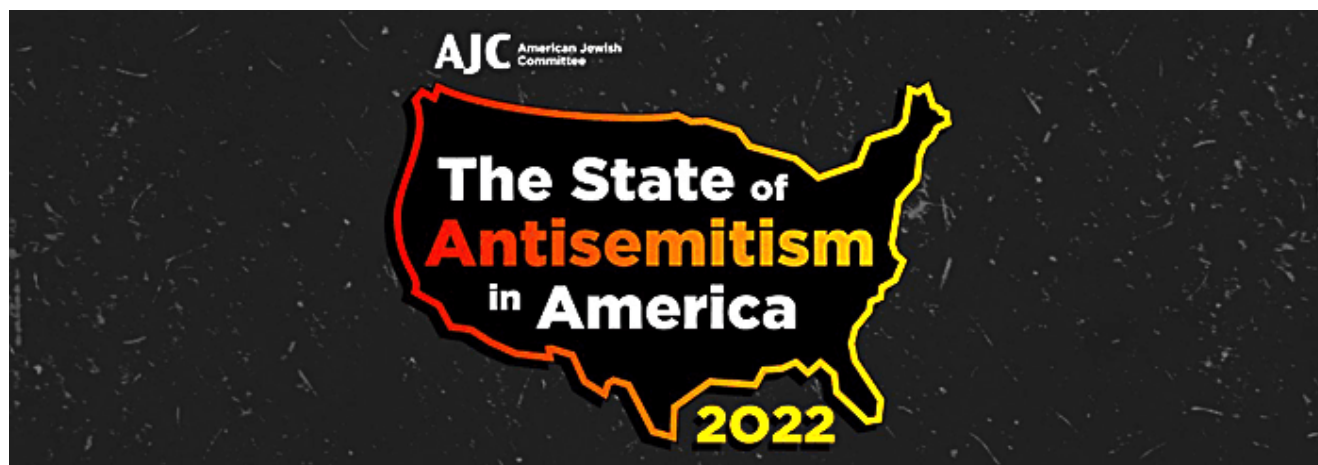 AJC American Jewish
Committee
The State of
Antisemitism
in America
2022